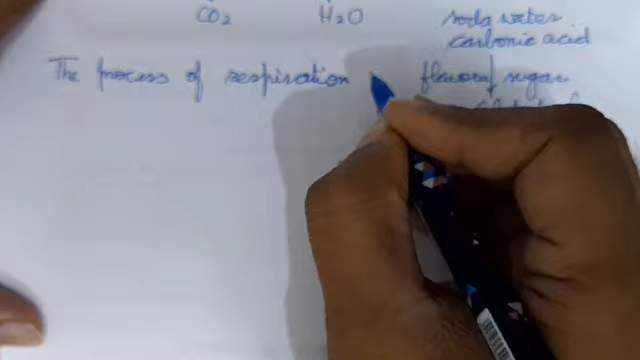 CO2 H2O soda water
carbonic acid
The process of respiration flavour sugar